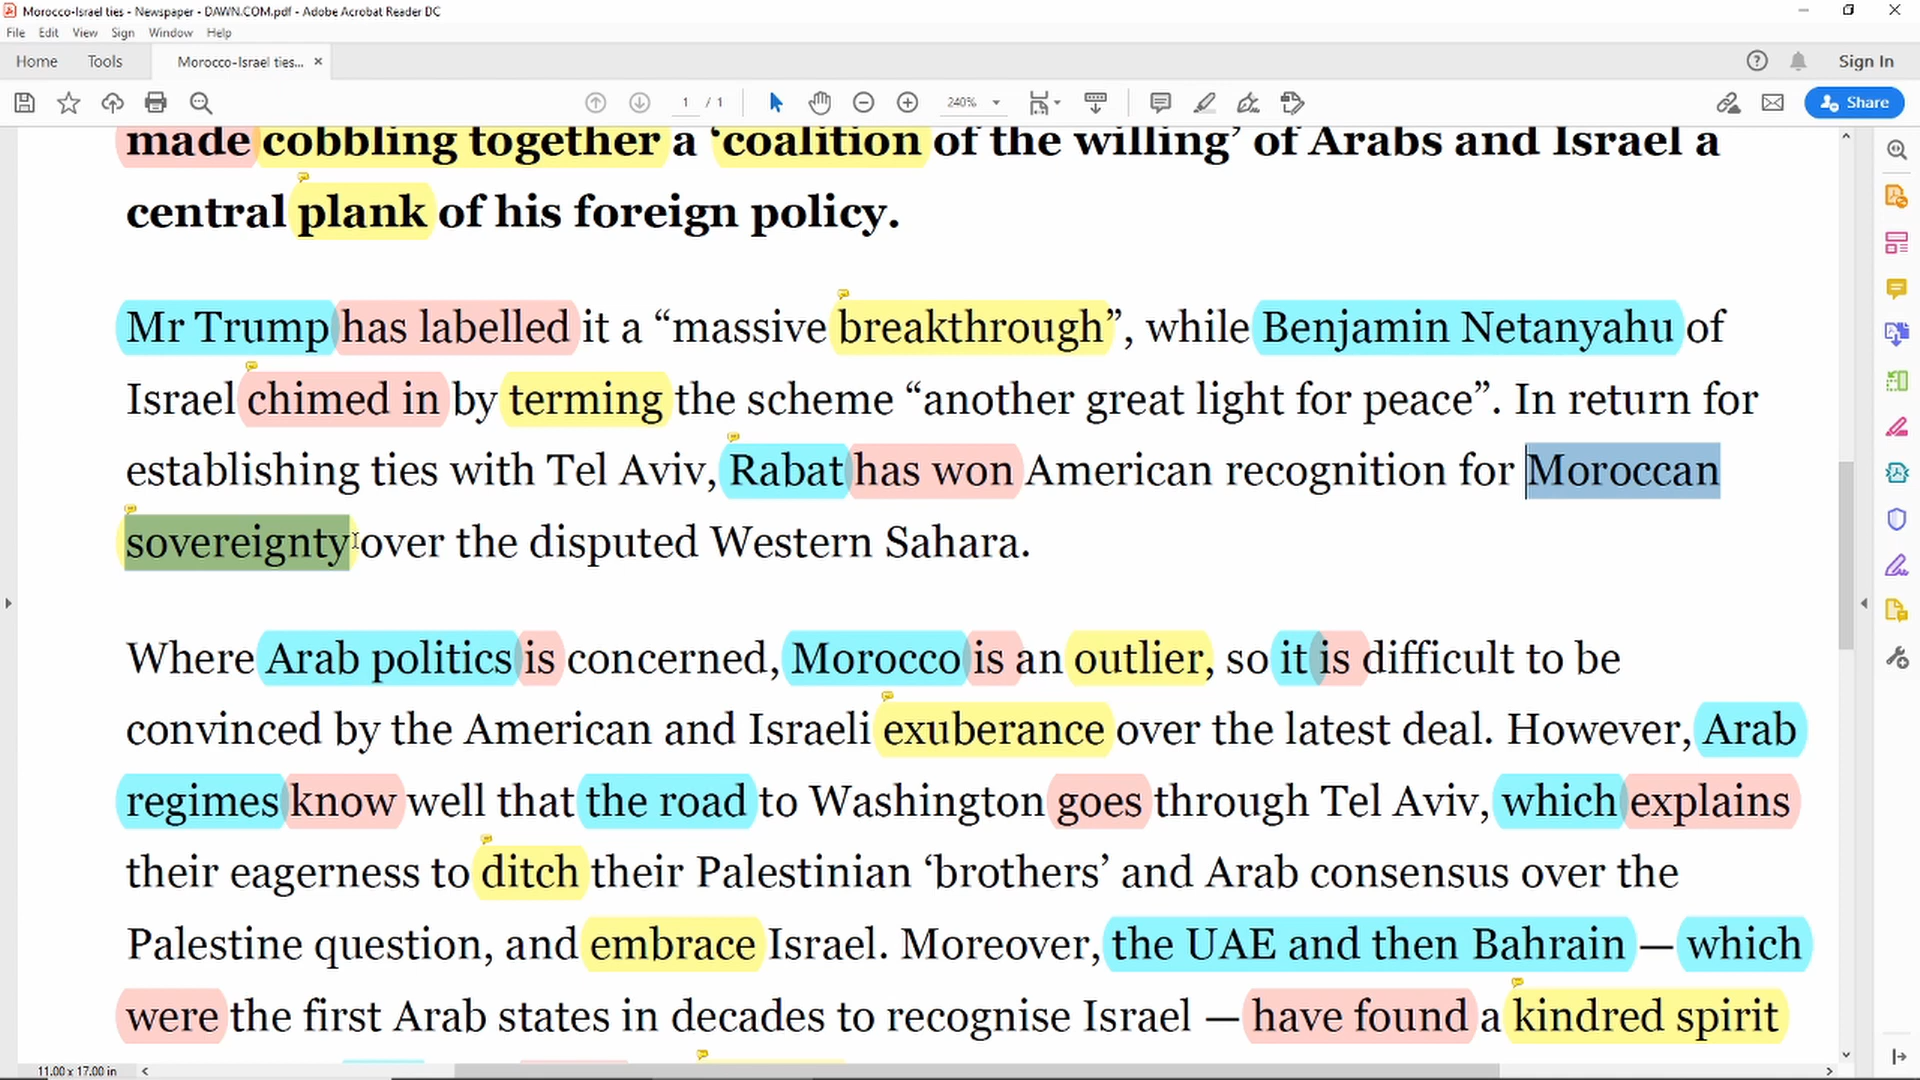 Morocco-Israel ties - Newspaper - DAWN.COM.pdf - Adobe Acrobat Reader DC
File Edit View Sign Window Help
Home Tools Morocco-Israel ties... × Sign In
1 / 1 240% Share
made cobbling together a ‘coalition of the willing’ of Arabs and Israel a
central plank of his foreign policy.
Mr Trump has labelled it a “massive breakthrough”, while Benjamin Netanyahu of
Israel chimed in by terming the scheme “another great light for peace”. In return for
establishing ties with Tel Aviv, Rabat has won American recognition for Moroccan
sovereignty over the disputed Western Sahara.
Where Arab politics is concerned, Morocco is an outlier, so it is difficult to be
convinced by the American and Israeli exuberance over the latest deal. However, Arab
regimes know well that the road to Washington goes through Tel Aviv, which explains
their eagerness to ditch their Palestinian ‘brothers’ and Arab consensus over the
Palestine question, and embrace Israel. Moreover, the UAE and then Bahrain — which
were the first Arab states in decades to recognise Israel — have found a kindred spirit
11.00 x 17.00 in